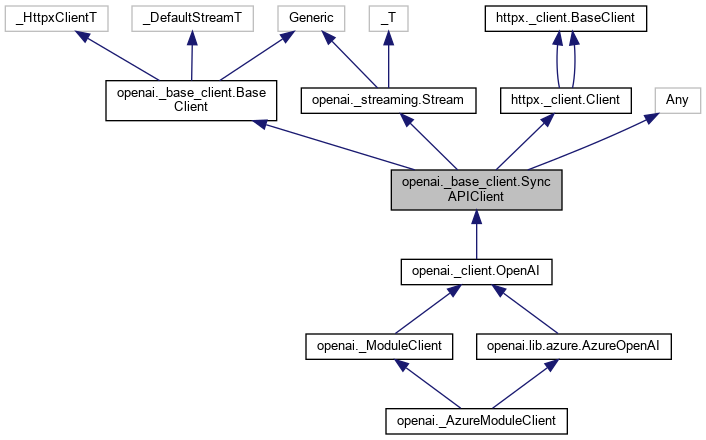 _HttpxClientT
_DefaultStreamT
Generic
_T
httpx._client.BaseClient
openai._base_client.Base
Client
openai._streaming.Stream
httpx._client.Client
Any
openai._base_client.Sync
APIClient
openai._client.OpenAI
openai._ModuleClient
openai.lib.azure.AzureOpenAI
openai._AzureModuleClient